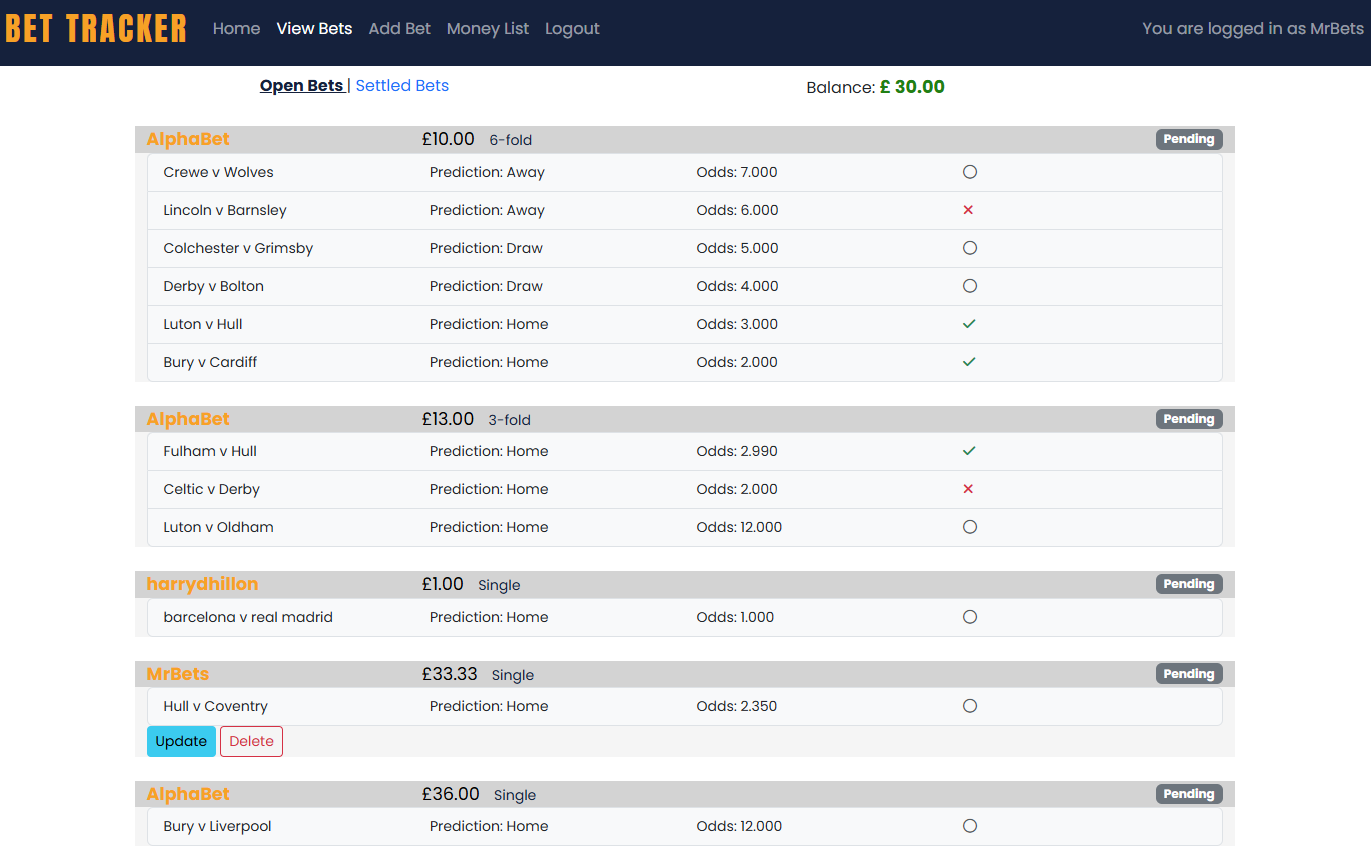 BET TRACKER Home View Bets Add Bet Money List Logout You are logged in as MrBets
Open Bets | Settled Bets Balance: £ 30.00
AlphaBet £10.00 6-fold Pending
Crewe v Wolves Prediction: Away Odds: 7.000
Lincoln v Barnsley Prediction: Away Odds: 6.000
Colchester v Grimsby Prediction: Draw Odds: 5.000
Derby v Bolton Prediction: Draw Odds: 4.000
Luton v Hull Prediction: Home Odds: 3.000
Bury v Cardiff Prediction: Home Odds: 2.000
AlphaBet £13.00 3-fold Pending
Fulham v Hull Prediction: Home Odds: 2.990
Celtic v Derby Prediction: Home Odds: 2.000
Luton v Oldham Prediction: Home Odds: 12.000
harrydhillon £1.00 Single Pending
barcelona v real madrid Prediction: Home Odds: 1.000
MrBets £33.33 Single Pending
Hull v Coventry Prediction: Home Odds: 2.350
Update Delete
AlphaBet £36.00 Single Pending
Bury v Liverpool Prediction: Home Odds: 12.000